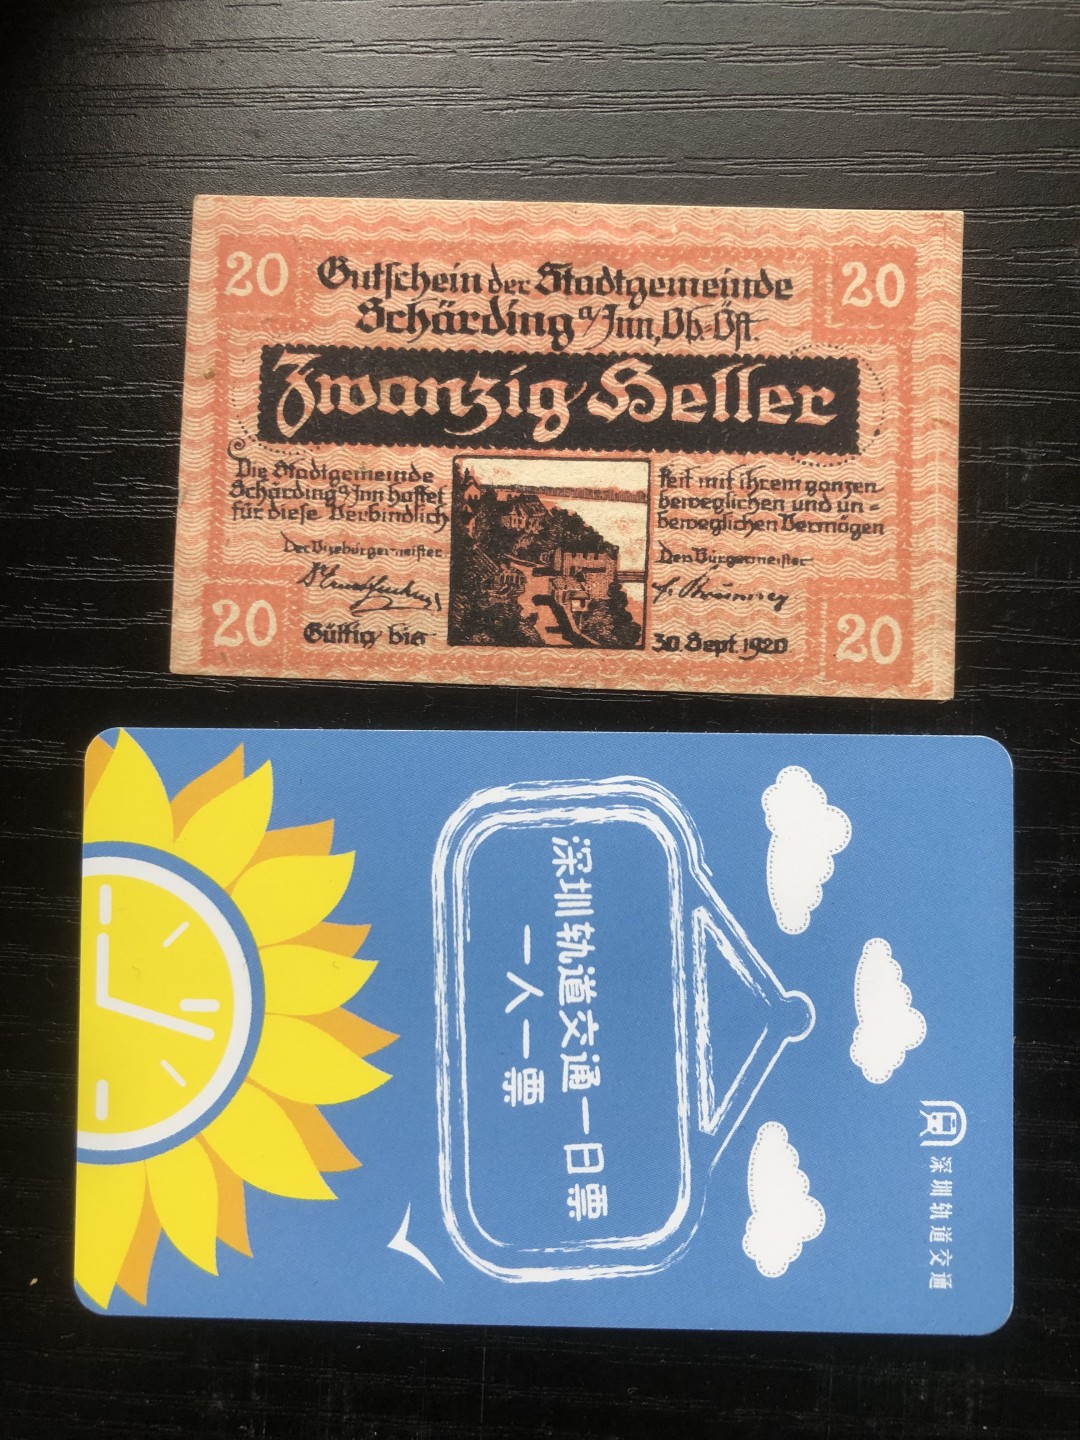 20
20
Gutschein der Stadtgemeinde
Schärding a/Inn, Ob.Öst.
Zwanzig Heller
Die Stadtgemeinde
Schärding a/Inn haftet
für diese Verbindlich
keit mit ihrem ganzen
beweglichen und un-
beweglichen Vermögen
Der Vizebürgermeister
Der Bürgermeister
20
Gültig bis
30. Sept. 1920
20
深圳轨道交通
深圳轨道交通一日票
一人一票